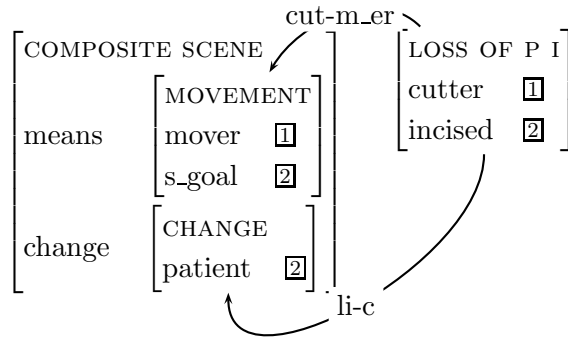 cut-m_er
COMPOSITE SCENE
means
MOVEMENT
mover 1
s_goal 2
change
CHANGE
patient 2
LOSS OF P I
cutter 1
incised 2
li-c